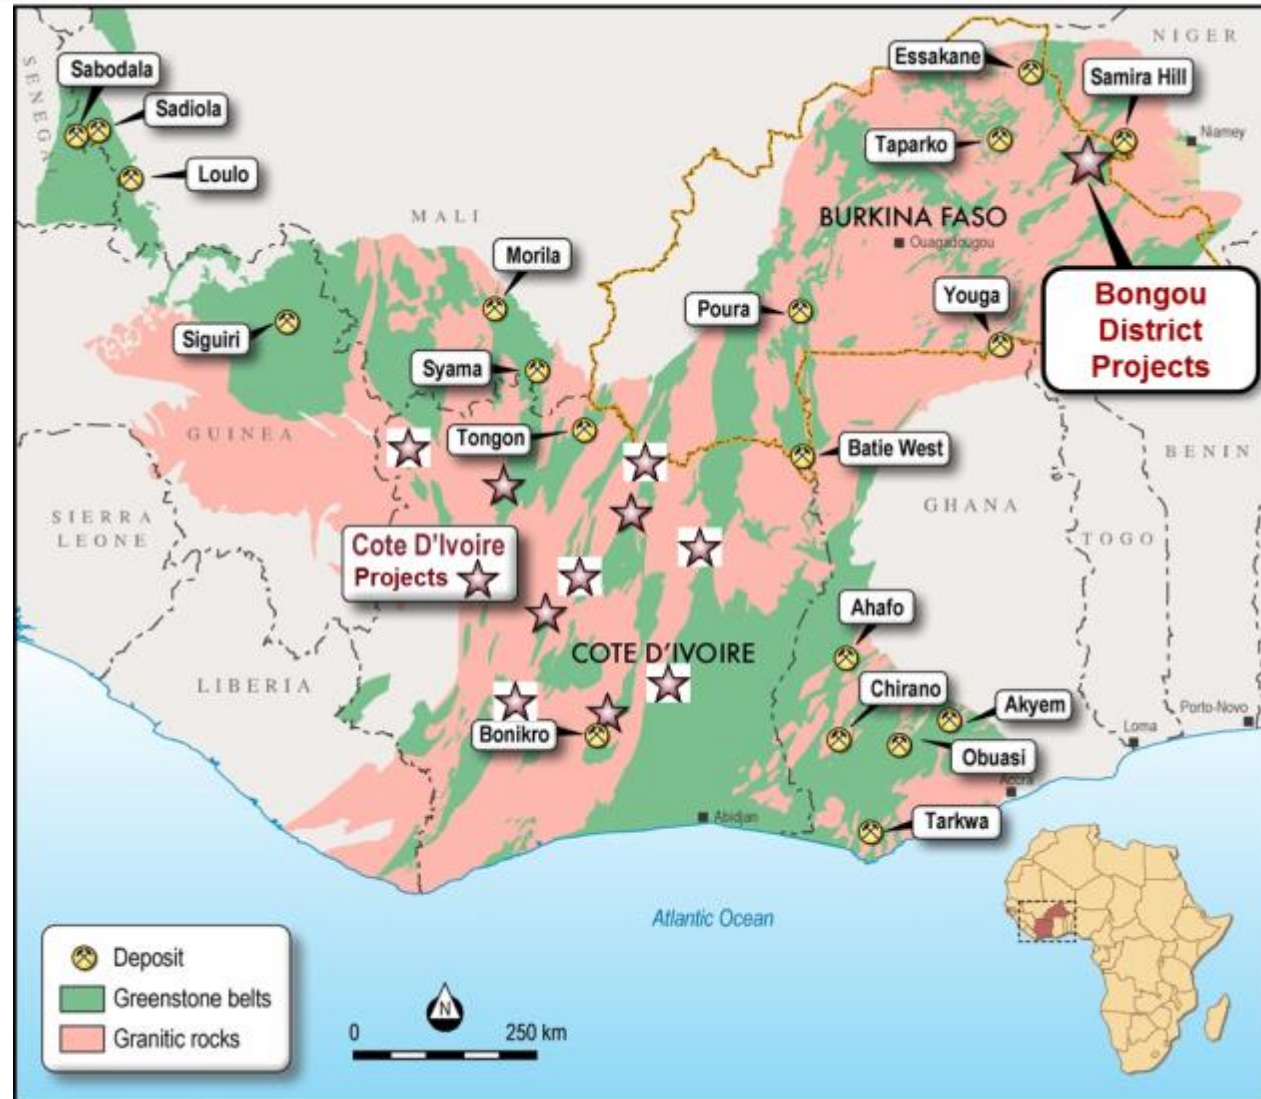 NIGER
Essakane
Samira Hill
Sabodala
SENEGAL
Sadiola
Taparko
Niamey
Loulo
MALI
BURKINA FASO
Ouagadougou
Morila
Poura
Youga
Bongou
District
Projects
Siguiri
Syama
GUINEA
Tongon
Batie West
BENIN
GHANA
SIERRA
LEONE
TOGO
Cote D'Ivoire
Projects
Ahafo
COTE D'IVOIRE
LIBERIA
Chirano
Akyem
Porto-Novo
Bonikro
Loma
Obuasi
Accra
Abidjan
Tarkwa
Atlantic Ocean
Deposit
Greenstone belts
Granitic rocks
N
0 250 km